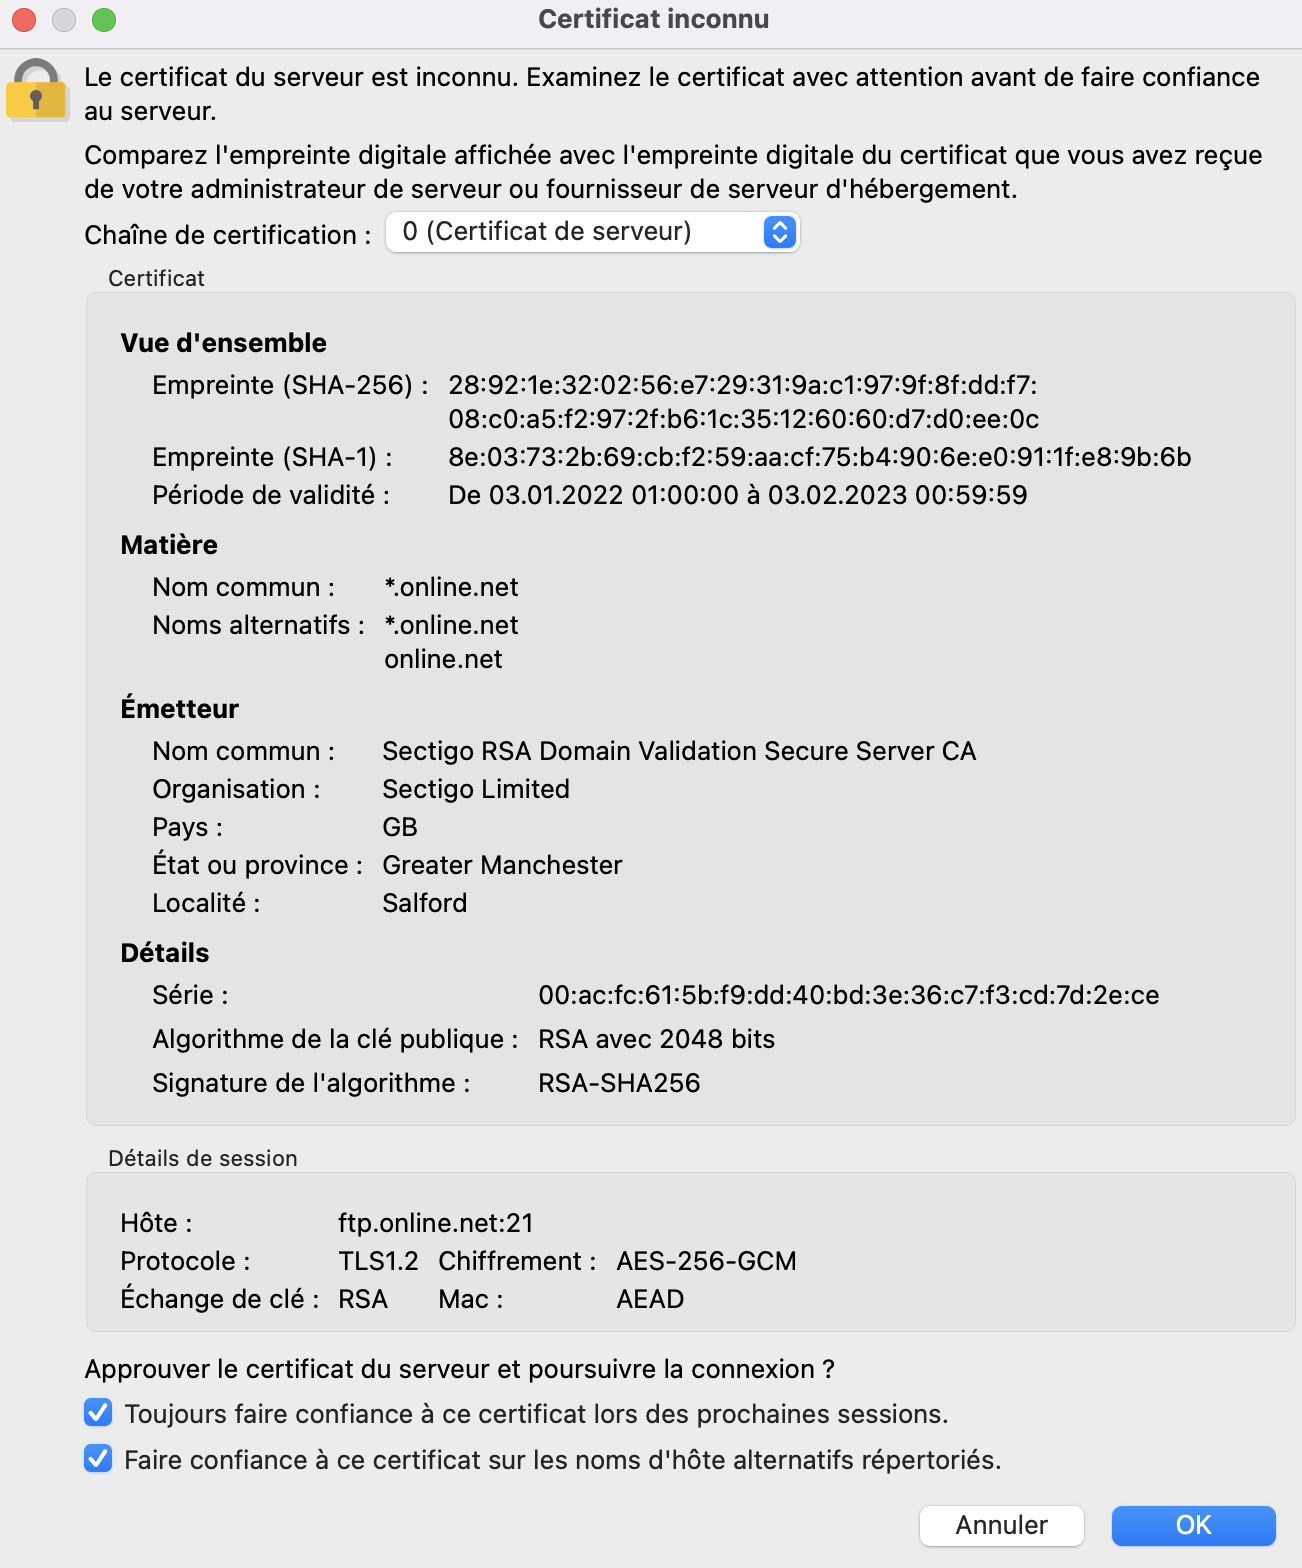 Certificat inconnu
Le certificat du serveur est inconnu. Examinez le certificat avec attention avant de faire confiance
au serveur.
Comparez l'empreinte digitale affichée avec l'empreinte digitale du certificat que vous avez reçue
de votre administrateur de serveur ou fournisseur de serveur d'hébergement.
Chaîne de certification : 0 (Certificat de serveur)
Certificat
Vue d'ensemble
Empreinte (SHA-256) : 28:92:1e:32:02:56:e7:29:31:9a:c1:97:9f:8f:dd:f7:
08:c0:a5:f2:97:2f:b6:1c:35:12:60:60:d7:d0:ee:0c
Empreinte (SHA-1) : 8e:03:73:2b:69:cb:f2:59:aa:cf:75:b4:90:6e:e0:91:1f:e8:9b:6b
Période de validité : De 03.01.2022 01:00:00 à 03.02.2023 00:59:59
Matière
Nom commun : *.online.net
Noms alternatifs : *.online.net
online.net
Émetteur
Nom commun : Sectigo RSA Domain Validation Secure Server CA
Organisation : Sectigo Limited
Pays : GB
État ou province : Greater Manchester
Localité : Salford
Détails
Série : 00:ac:fc:61:5b:f9:dd:40:bd:3e:36:c7:f3:cd:7d:2e:ce
Algorithme de la clé publique : RSA avec 2048 bits
Signature de l'algorithme : RSA-SHA256
Détails de session
Hôte : ftp.online.net:21
Protocole : TLS1.2 Chiffrement : AES-256-GCM
Échange de clé : RSA Mac : AEAD
Approuver le certificat du serveur et poursuivre la connexion ?
Toujours faire confiance à ce certificat lors des prochaines sessions.
Faire confiance à ce certificat sur les noms d'hôte alternatifs répertoriés.
Annuler OK